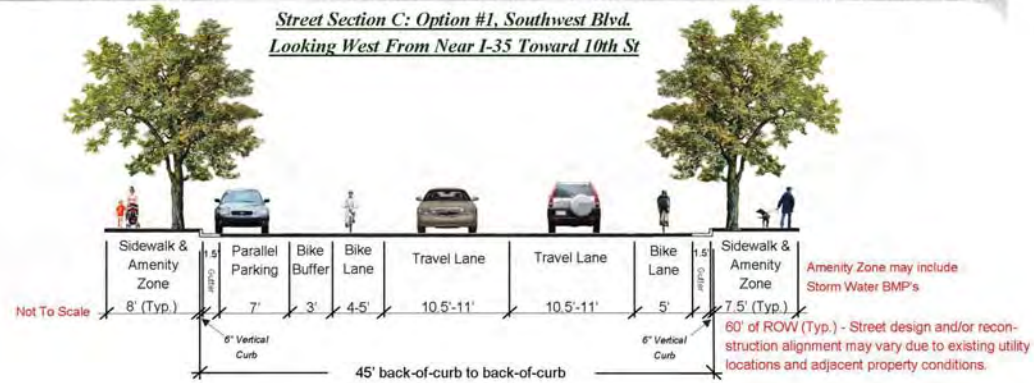 Street Section C: Option #1, Southwest Blvd.
Looking West From Near I-35 Toward 10th St
Sidewalk & Amenity Zone
8' (Typ.)
1.5'
Gutter
Parallel Parking
7'
Bike Buffer
3'
Bike Lane
4-5'
Travel Lane
10.5'-11'
Travel Lane
10.5'-11'
Bike Lane
5'
1.5'
Gutter
Sidewalk & Amenity Zone
7.5' (Typ.)
Amenity Zone may include
Storm Water BMP's
Not To Scale
6" Vertical
Curb
6" Vertical
Curb
60' of ROW (Typ.) - Street design and/or recon-
struction alignment may vary due to existing utility
locations and adjacent property conditions.
45' back-of-curb to back-of-curb